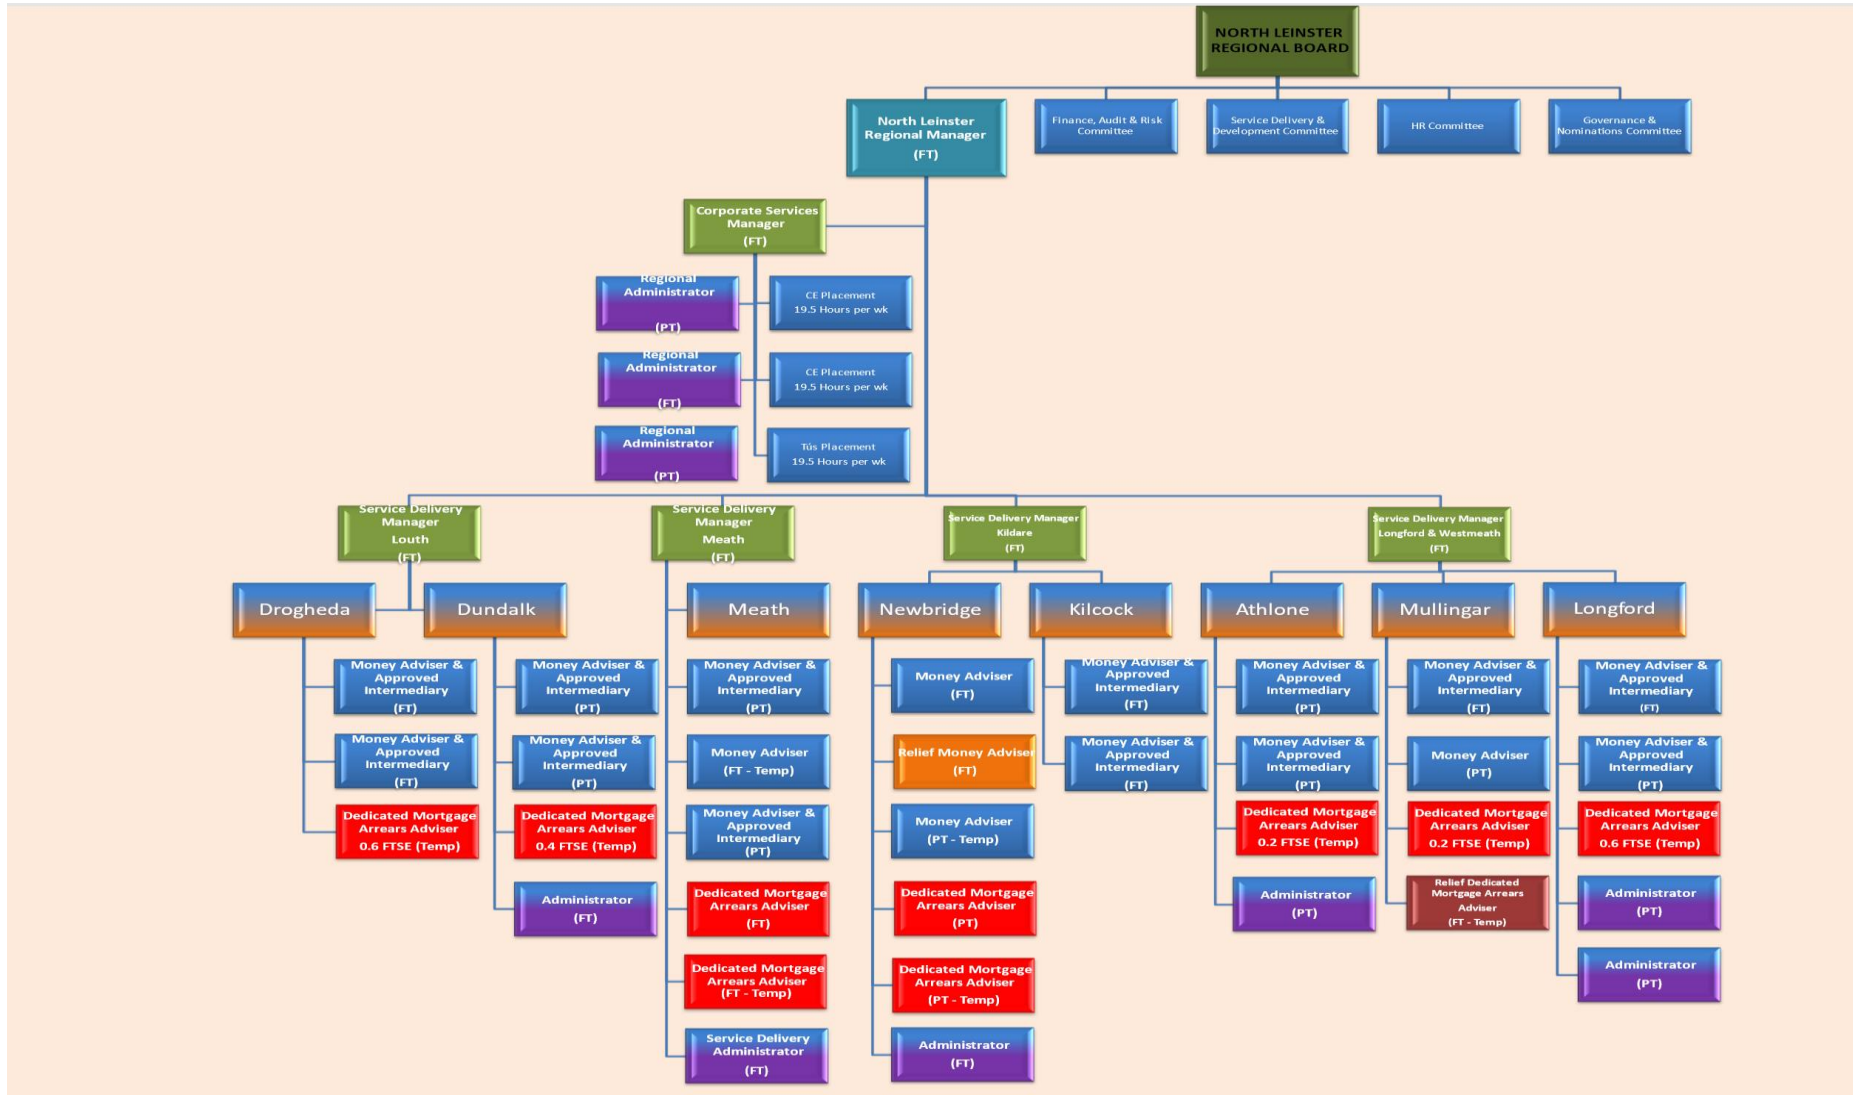 NORTH LEINSTER
REGIONAL BOARD
North Leinster
Regional Manager
(FT)
Finance, Audit & Risk
Committee
Service Delivery &
Development Committee
HR Committee
Governance &
Nominations Committee
Corporate Services
Manager
(FT)
Regional
Administrator
(PT)
CE Placement
19.5 Hours per wk
Regional
Administrator
(FT)
CE Placement
19.5 Hours per wk
Regional
Administrator
(PT)
Tús Placement
19.5 Hours per wk
Service Delivery
Manager
Louth
(FT)
Service Delivery
Manager
Meath
(FT)
Service Delivery Manager
Kildare
(FT)
Service Delivery Manager
Longford & Westmeath
(FT)
Drogheda
Dundalk
Meath
Newbridge
Kilcock
Athlone
Mullingar
Longford
Money Adviser &
Approved
Intermediary
(FT)
Money Adviser &
Approved
Intermediary
(FT)
Dedicated Mortgage
Arrears Adviser
0.6 FTSE (Temp)
Money Adviser &
Approved
Intermediary
(PT)
Money Adviser &
Approved
Intermediary
(PT)
Dedicated Mortgage
Arrears Adviser
0.4 FTSE (Temp)
Administrator
(FT)
Money Adviser &
Approved
Intermediary
(PT)
Money Adviser
(FT - Temp)
Money Adviser &
Approved
Intermediary
(PT)
Dedicated Mortgage
Arrears Adviser
(FT)
Dedicated Mortgage
Arrears Adviser
(FT - Temp)
Service Delivery
Administrator
(FT)
Money Adviser
(FT)
Relief Money Adviser
(FT)
Money Adviser
(PT - Temp)
Dedicated Mortgage
Arrears Adviser
(PT)
Dedicated Mortgage
Arrears Adviser
(PT - Temp)
Administrator
(FT)
Money Adviser &
Approved
Intermediary
(FT)
Money Adviser &
Approved
Intermediary
(FT)
Money Adviser &
Approved
Intermediary
(PT)
Money Adviser &
Approved
Intermediary
(PT)
Dedicated Mortgage
Arrears Adviser
0.2 FTSE (Temp)
Administrator
(PT)
Money Adviser &
Approved
Intermediary
(FT)
Money Adviser
(PT)
Dedicated Mortgage
Arrears Adviser
0.2 FTSE (Temp)
Relief Dedicated
Mortgage Arrears
Adviser
(FT - Temp)
Money Adviser &
Approved
Intermediary
(FT)
Money Adviser &
Approved
Intermediary
(PT)
Dedicated Mortgage
Arrears Adviser
0.6 FTSE (Temp)
Administrator
(PT)
Administrator
(PT)